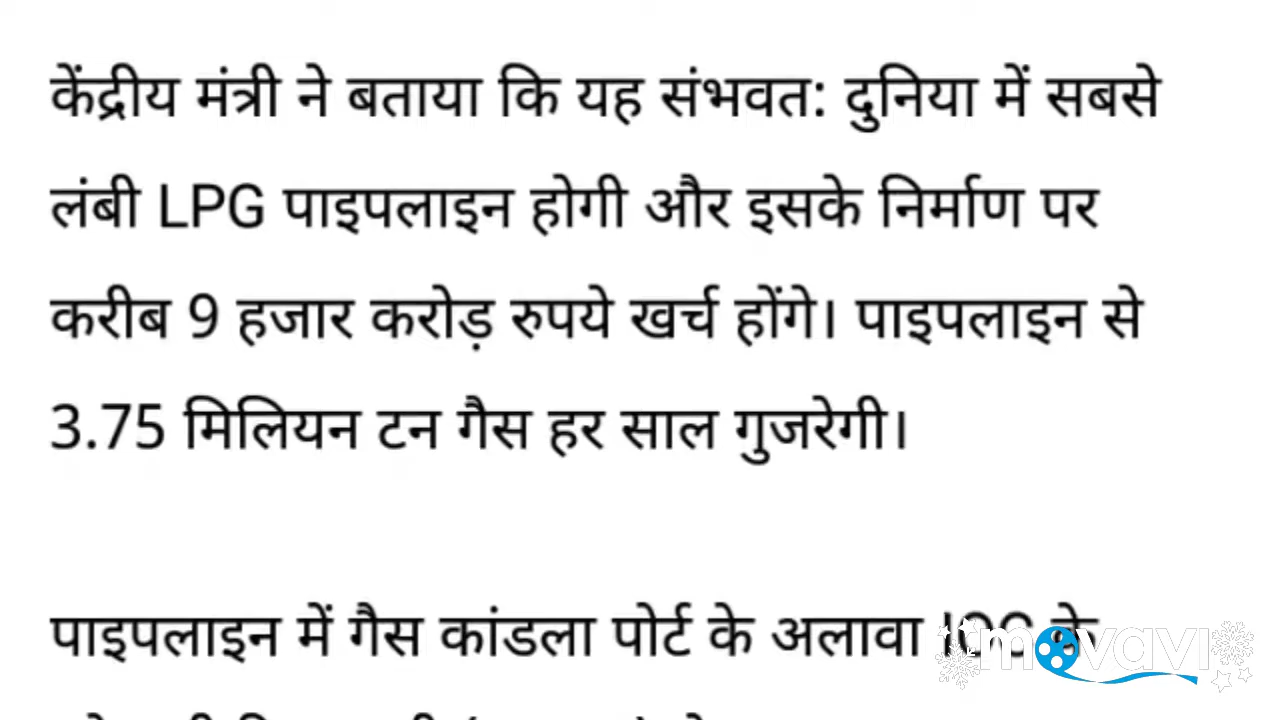 केंद्रीय मंत्री ने बताया कि यह संभवत: दुनिया में सबसे
लंबी LPG पाइपलाइन होगी और इसके निर्माण पर
करीब 9 हजार करोड़ रुपये खर्च होंगे। पाइपलाइन से
3.75 मिलियन टन गैस हर साल गुजरेगी।
पाइपलाइन में गैस कांडला पोर्ट के अलावा IOC के
movavi